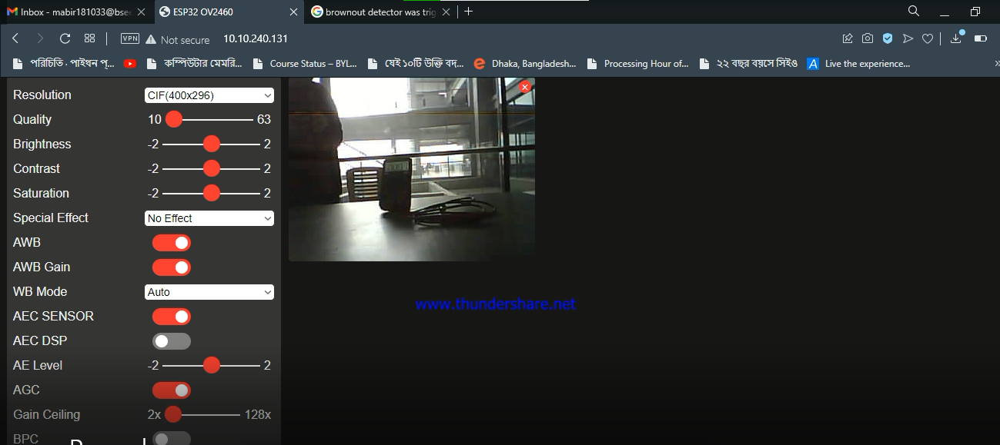 Inbox - mabir181033@bsee
ESP32 OV2460
brownout detector was trig
VPN
Not secure
10.10.240.131
পরিচিতি · পাইথন প্...
কম্পিউটার মেমরি...
Course Status – BYL...
যেই ১০টি উক্তি বদ...
Dhaka, Bangladesh...
Processing Hour of...
২২ বছর বয়সে সিইও
Live the experience...
Resolution CIF(400x296)
Quality 10 63
Brightness -2 2
Contrast -2 2
Saturation -2 2
Special Effect No Effect
AWB
AWB Gain
WB Mode Auto
AEC SENSOR
AEC DSP
AE Level -2 2
AGC
Gain Ceiling 2x 128x
BPC
www.thundershare.net